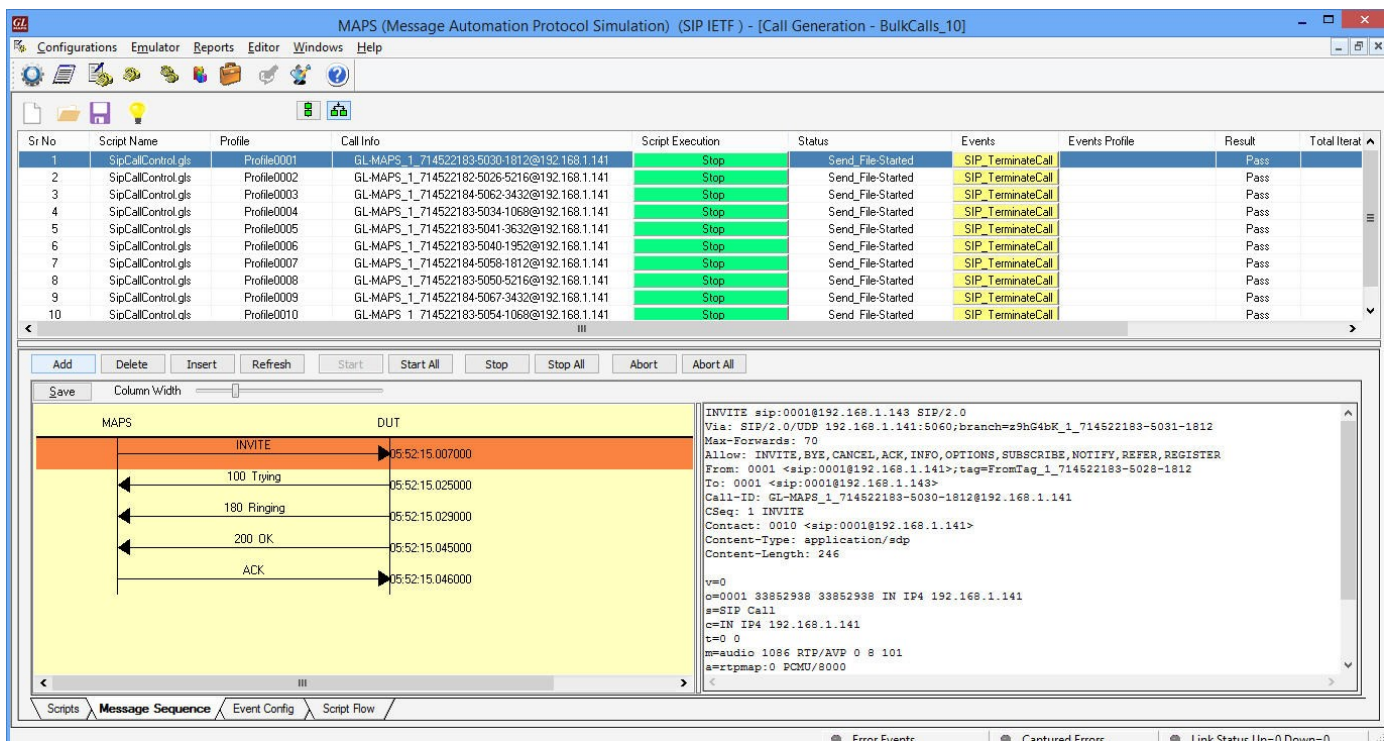 GL
MAPS (Message Automation Protocol Simulation) (SIP IETF ) - [Call Generation - BulkCalls_10]
Configurations Emulator Reports Editor Windows Help
Sr No Script Name Profile Call Info Script Execution Status Events Events Profile Result Total Iterat
1 SipCallControl.gls Profile0001 GL-MAPS_1_714522183-5030-1812@192.168.1.141 Stop Send_File-Started SIP_TerminateCall Pass
2 SipCallControl.gls Profile0002 GL-MAPS_1_714522182-5026-5216@192.168.1.141 Stop Send_File-Started SIP_TerminateCall Pass
3 SipCallControl.gls Profile0003 GL-MAPS_1_714522184-5062-3432@192.168.1.141 Stop Send_File-Started SIP_TerminateCall Pass
4 SipCallControl.gls Profile0004 GL-MAPS_1_714522183-5034-1068@192.168.1.141 Stop Send_File-Started SIP_TerminateCall Pass
5 SipCallControl.gls Profile0005 GL-MAPS_1_714522183-5041-3632@192.168.1.141 Stop Send_File-Started SIP_TerminateCall Pass
6 SipCallControl.gls Profile0006 GL-MAPS_1_714522183-5040-1952@192.168.1.141 Stop Send_File-Started SIP_TerminateCall Pass
7 SipCallControl.gls Profile0007 GL-MAPS_1_714522184-5058-1812@192.168.1.141 Stop Send_File-Started SIP_TerminateCall Pass
8 SipCallControl.gls Profile0008 GL-MAPS_1_714522183-5050-5216@192.168.1.141 Stop Send_File-Started SIP_TerminateCall Pass
9 SipCallControl.gls Profile0009 GL-MAPS_1_714522184-5067-3432@192.168.1.141 Stop Send_File-Started SIP_TerminateCall Pass
10 SipCallControl.gls Profile0010 GL-MAPS_1_714522183-5054-1068@192.168.1.141 Stop Send_File-Started SIP_TerminateCall Pass
Add Delete Insert Refresh Start Start All Stop Stop All Abort Abort All
Save Column Width
MAPS DUT
INVITE
05:52:15.007000
100 Trying
05:52:15.025000
180 Ringing
05:52:15.029000
200 OK
05:52:15.045000
ACK
05:52:15.046000
INVITE sip:0001@192.168.1.143 SIP/2.0
Via: SIP/2.0/UDP 192.168.1.141:5060;branch=z9hG4bK_1_714522183-5031-1812
Max-Forwards: 70
Allow: INVITE,BYE,CANCEL,ACK,INFO,OPTIONS,SUBSCRIBE,NOTIFY,REFER,REGISTER
From: 0001 <sip:0001@192.168.1.141>;tag=FromTag_1_714522183-5028-1812
To: 0001 <sip:0001@192.168.1.143>
Call-ID: GL-MAPS_1_714522183-5030-1812@192.168.1.141
CSeq: 1 INVITE
Contact: 0010 <sip:0001@192.168.1.141>
Content-Type: application/sdp
Content-Length: 246
v=0
o=0001 33852938 33852938 IN IP4 192.168.1.141
s=SIP Call
c=IN IP4 192.168.1.141
t=0 0
m=audio 1086 RTP/AVP 0 8 101
a=rtpmap:0 PCMU/8000
Scripts Message Sequence Event Config Script Flow
Error Events Captured Errors Link Status Up=0 Down=0